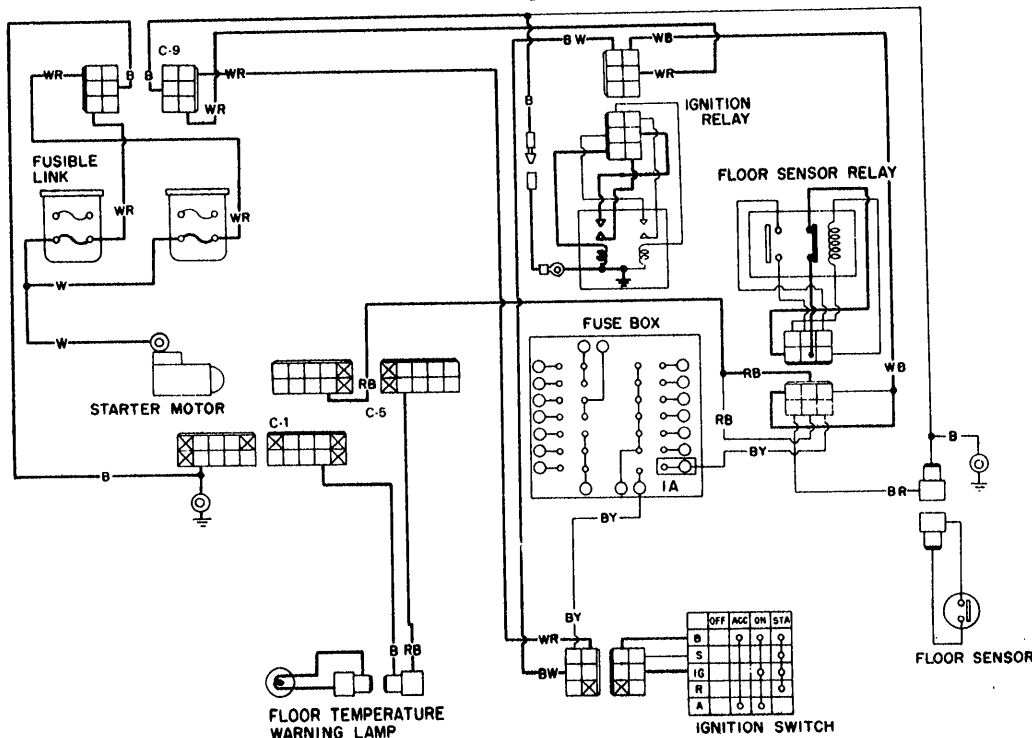 C-9
B W
WB
WR
B
B
WR
WR
WR
B
IGNITION
RELAY
FUSIBLE
LINK
FLOOR SENSOR RELAY
WR
WR
W
W
FUSE BOX
STARTER MOTOR
RB
C-5
RB
WB
C-1
RB
BY
B
B
1A
BR
BY
BY
OFF ACC ON STA
B
S
IG
R
A
WR
BW
B
RB
FLOOR SENSOR
FLOOR TEMPERATURE
WARNING LAMP
IGNITION SWITCH